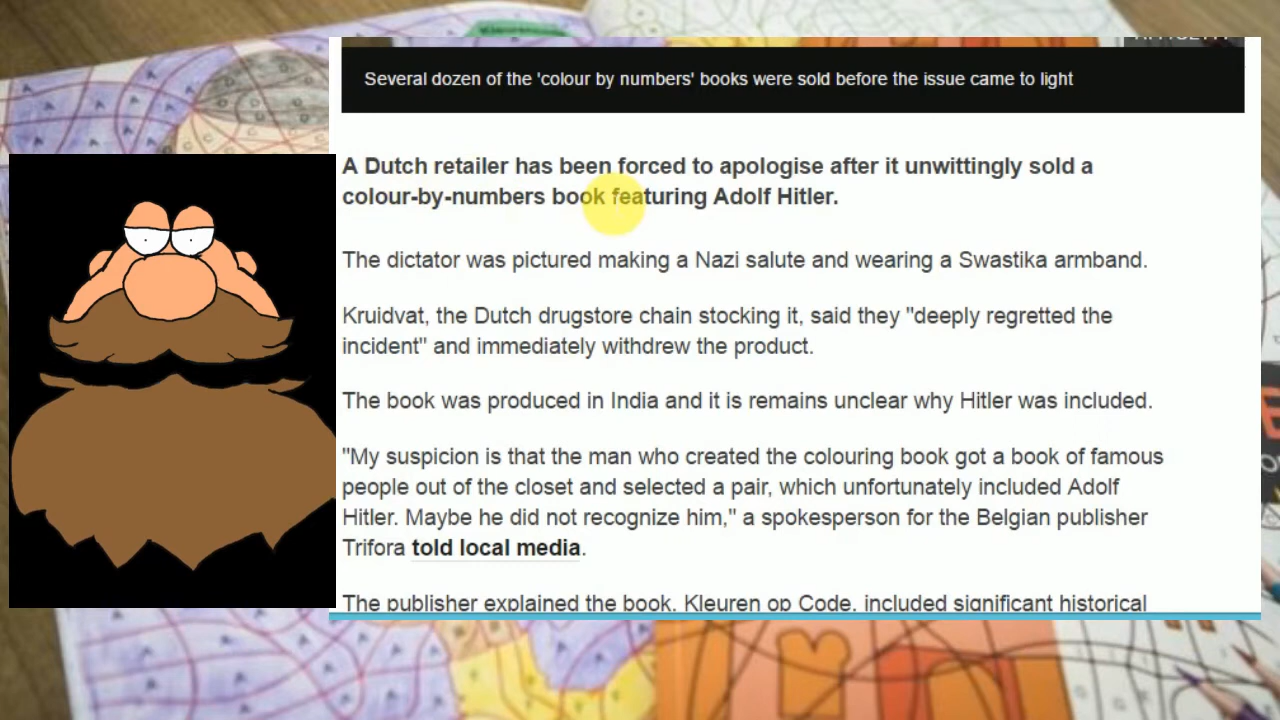 Several dozen of the 'colour by numbers' books were sold before the issue came to light
A Dutch retailer has been forced to apologise after it unwittingly sold a
colour-by-numbers book featuring Adolf Hitler.
The dictator was pictured making a Nazi salute and wearing a Swastika armband.
Kruidvat, the Dutch drugstore chain stocking it, said they "deeply regretted the
incident" and immediately withdrew the product.
The book was produced in India and it is remains unclear why Hitler was included.
"My suspicion is that the man who created the colouring book got a book of famous
people out of the closet and selected a pair, which unfortunately included Adolf
Hitler. Maybe he did not recognize him," a spokesperson for the Belgian publisher
Trifora told local media.
The publisher explained the book, Kleuren op Code, included significant historical